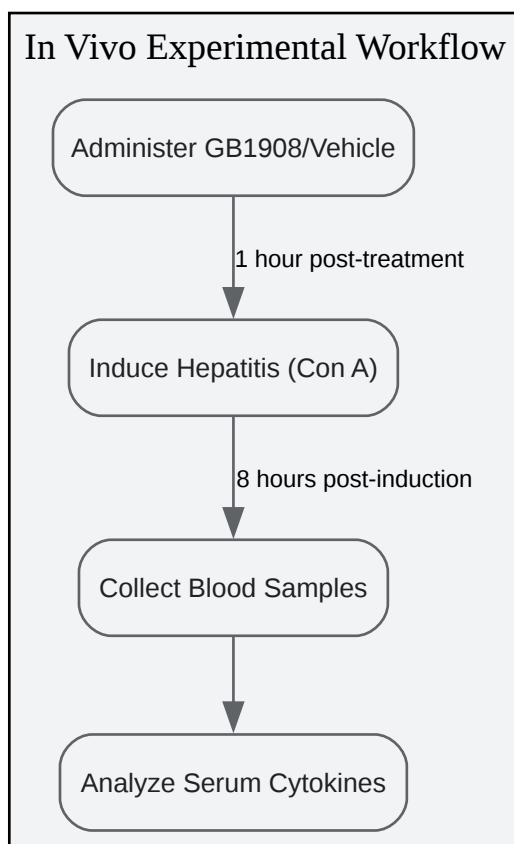 In Vivo Experimental Workflow
Administer GB1908/Vehicle
1 hour post-treatment
Induce Hepatitis (Con A)
8 hours post-induction
Collect Blood Samples
Analyze Serum Cytokines